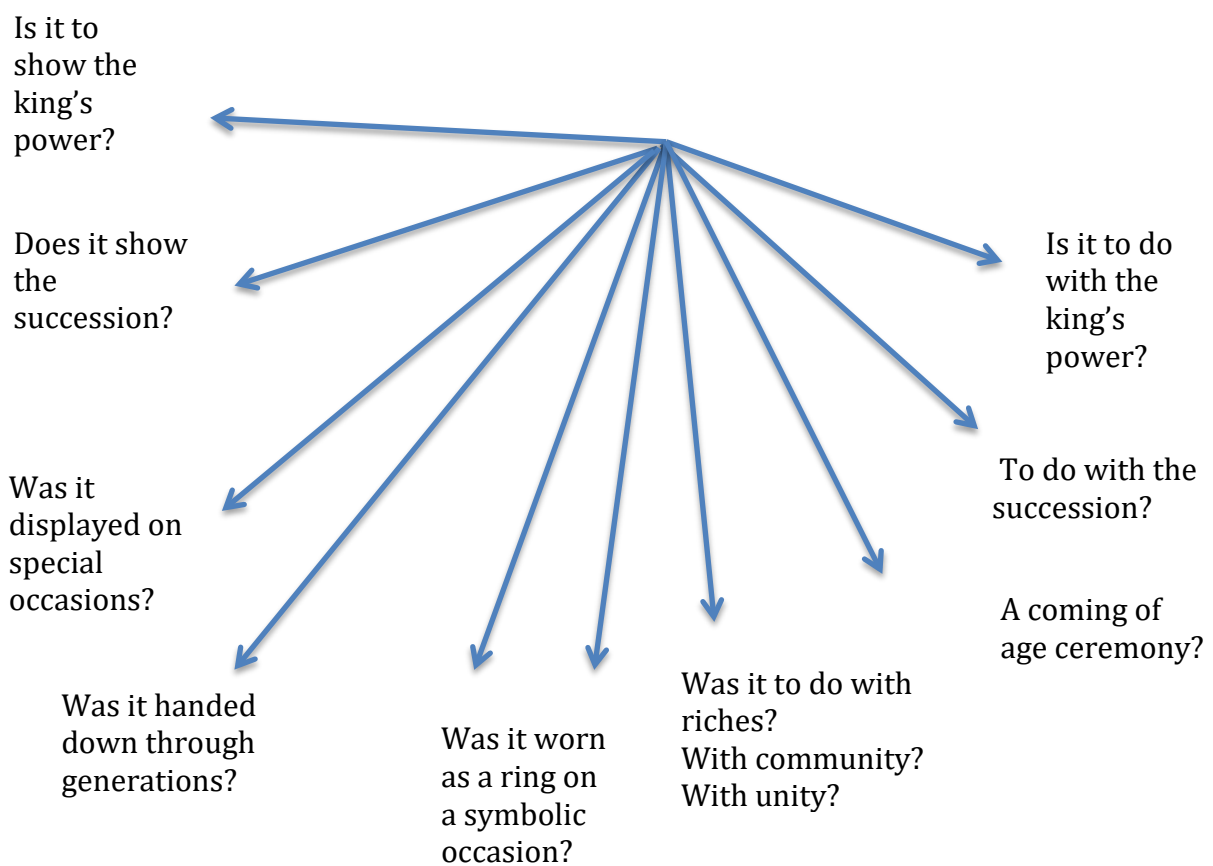 Is it to
show the
king’s
power?
Does it show
the
succession?
Was it
displayed on
special
occasions?
Was it handed
down through
generations?
Was it worn
as a ring on
a symbolic
occasion?
Was it to do with
riches?
With community?
With unity?
A coming of
age ceremony?
To do with the
succession?
Is it to do
with the
king’s
power?